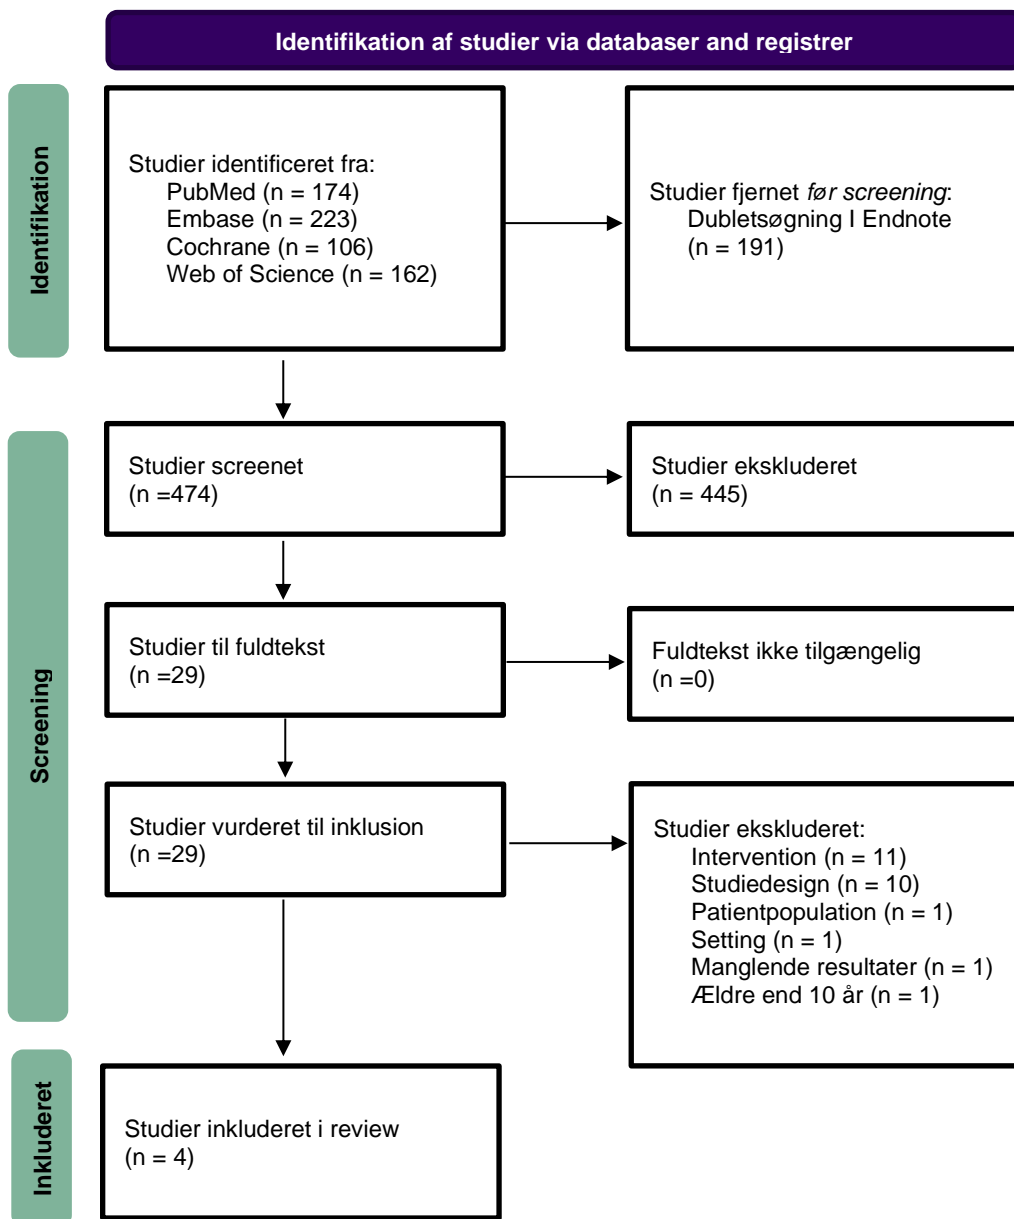 Identifikation af studier via databaser and registrer
Identifikation
Studier identificeret fra:
PubMed (n = 174)
Embase (n = 223)
Cochrane (n = 106)
Web of Science (n = 162)
Studier fjernet før screening:
Dubletsøgning I Endnote
(n = 191)
Screening
Studier screenet
(n =474)
Studier ekskluderet
(n = 445)
Studier til fuldtekst
(n =29)
Fuldtekst ikke tilgængelig
(n =0)
Studier vurderet til inklusion
(n =29)
Studier ekskluderet:
Intervention (n = 11)
Studiedesign (n = 10)
Patientpopulation (n = 1)
Setting (n = 1)
Manglende resultater (n = 1)
Ældre end 10 år (n = 1)
Inkluderet
Studier inkluderet i review
(n = 4)